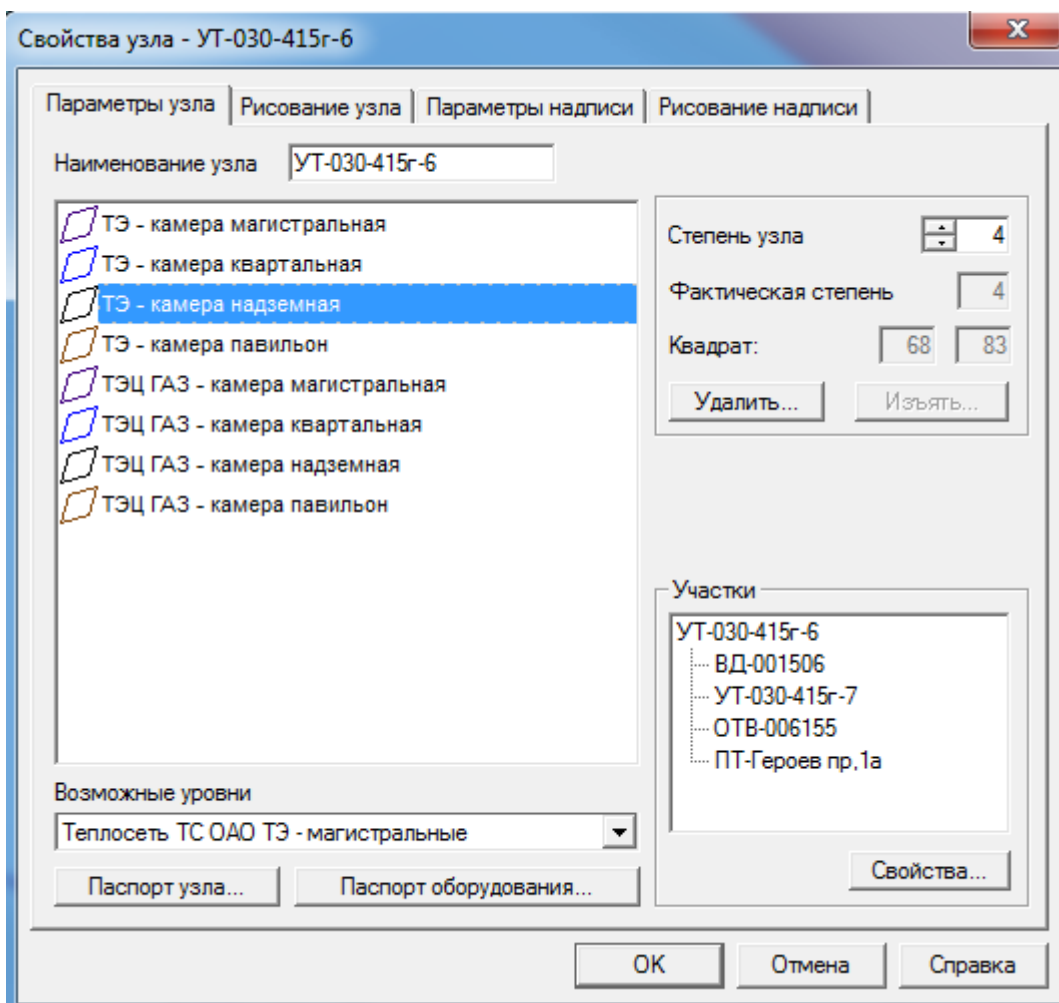 Свойства узла - УТ-030-415г-6
x
Параметры узла
Рисование узла
Параметры надписи
Рисование надписи
Наименование узла
УТ-030-415г-6
ТЭ - камера магистральная
ТЭ - камера квартальная
ТЭ - камера надземная
ТЭ - камера павильон
ТЭЦ ГАЗ - камера магистральная
ТЭЦ ГАЗ - камера квартальная
ТЭЦ ГАЗ - камера надземная
ТЭЦ ГАЗ - камера павильон
Возможные уровни
Теплосеть ТС ОАО ТЭ - магистральные
Паспорт узла...
Паспорт оборудования...
Степень узла
4
Фактическая степень
4
Квадрат:
68
83
Удалить...
Изъять...
Участки
УТ-030-415г-6
ВД-001506
УТ-030-415г-7
ОТВ-006155
ПТ-Героев пр,1а
Свойства...
OK
Отмена
Справка